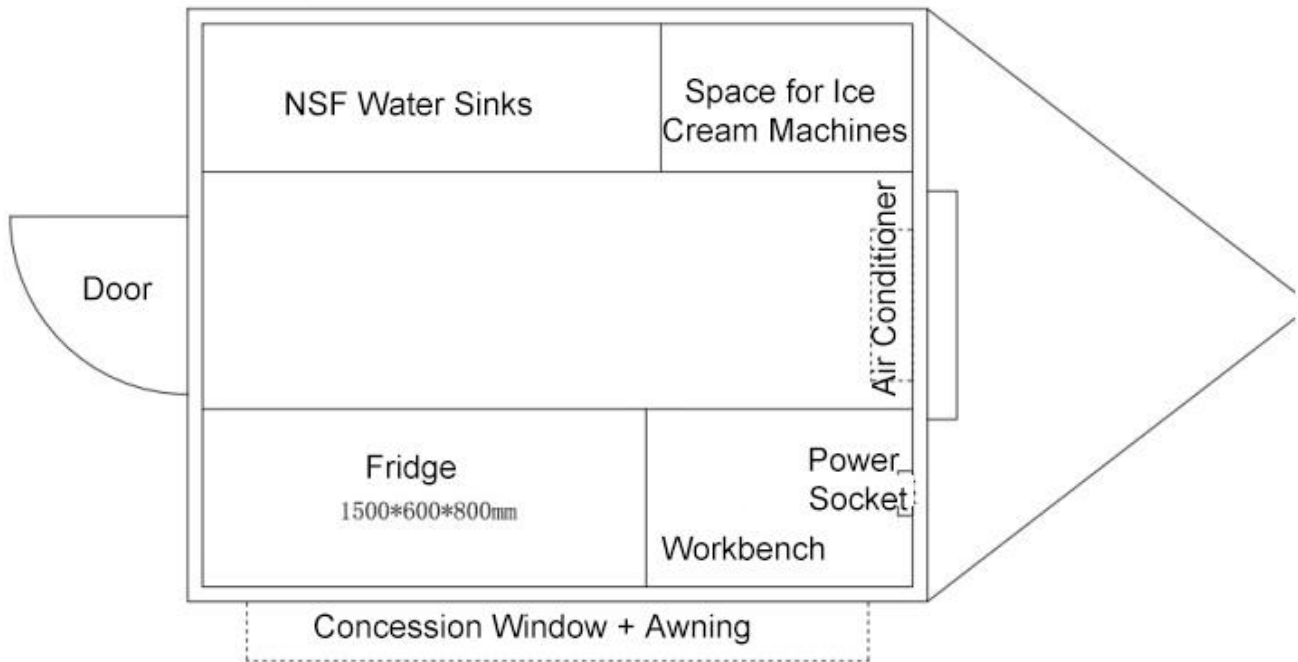 NSF Water Sinks
Space for Ice
Cream Machines
Air Conditioner
Door
Fridge
1500*600*800mm
Power
Socket
Workbench
Concession Window + Awning